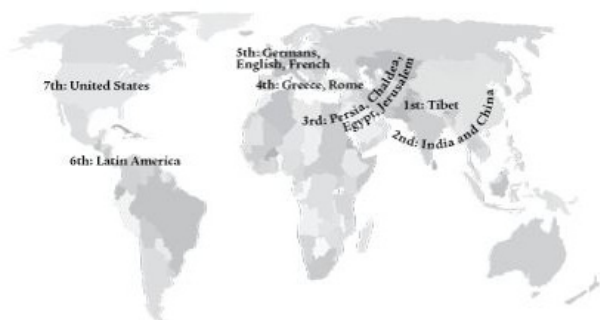 5th: Germans,
English, French
7th: United States
4th: Greece, Rome
3rd: Persia, Chaldea,
Egypt, Jerusalem
1st: Tibet
2nd: India and China
6th: Latin America